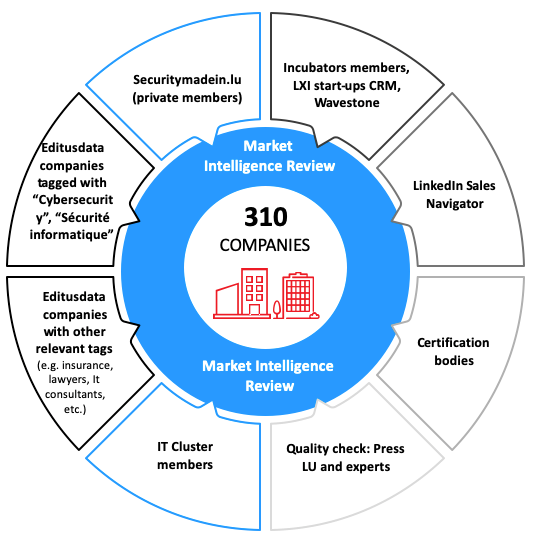 Securitymadein.lu
(private members)
Incubators members,
LXI start-ups CRM,
Wavestone
Editusdata
companies
tagged with
“Cybersecurit
y”, “Sécurité
informatique”
Market
Intelligence Review
LinkedIn Sales
Navigator
310
COMPANIES
Editusdata
companies
with other
relevant tags
(e.g. insurance,
lawyers, It
consultants,
etc.)
Market Intelligence
Review
Certification
bodies
IT Cluster
members
Quality check: Press
LU and experts